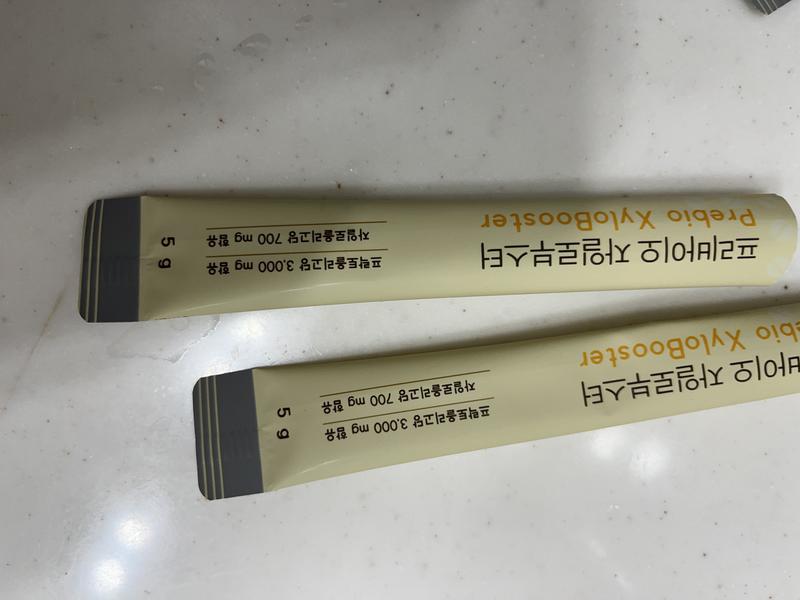 프리바이오 자일로부스터
Prebio XyloBooster
프락토올리고당 3,000 mg 함유
자일로올리고당 700 mg 함유
5 g
바이오 자일로부스터
ebio XyloBooster
프락토올리고당 3,000 mg 함유
자일로올리고당 700 mg 함유
5 g